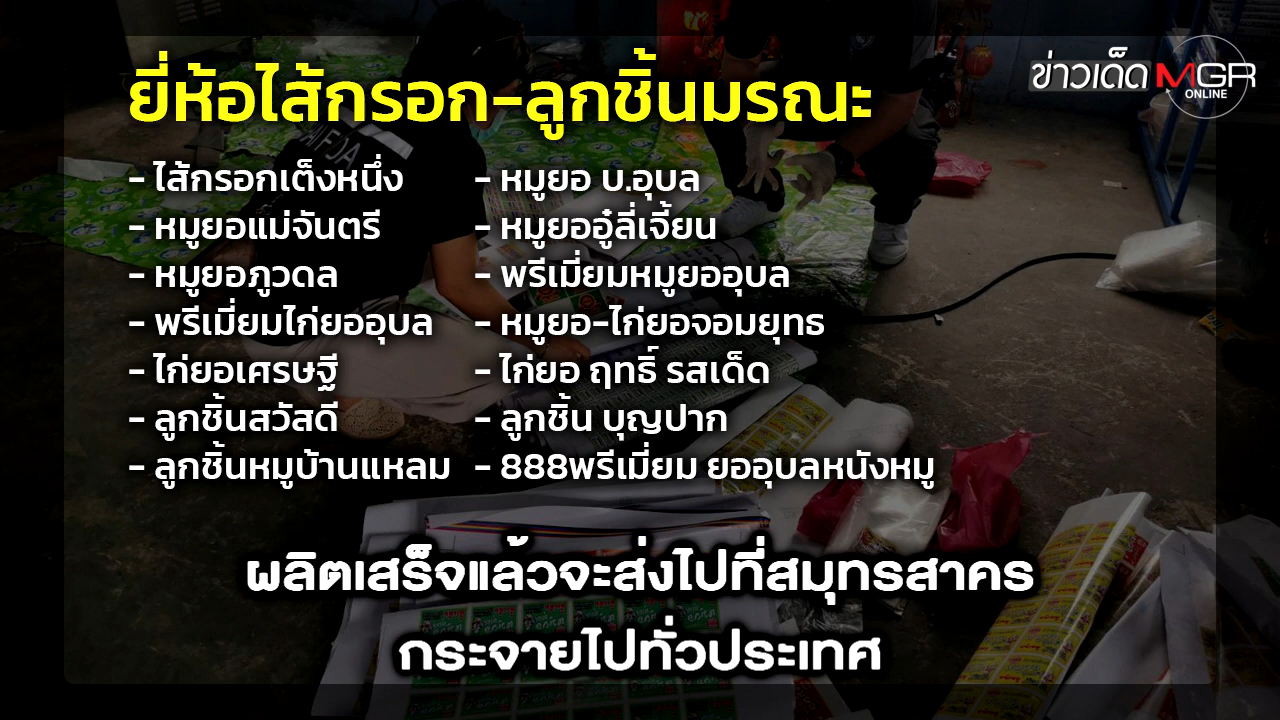 ข่าวเด็ด MGR ONLINE
ยี่ห้อไส้กรอก-ลูกชิ้นมรณะ
- ไส้กรอกเต็งหนึ่ง
- หมูยอแม่จันตรี
- หมูยอภูวดล
- พรีเมี่ยมไก่ยออุบล
- ไก่ยอเศรษฐี
- ลูกชิ้นสวัสดี
- ลูกชิ้นหมูบ้านแหลม
- หมูยอ บ.อุบล
- หมูยออู๋ลี่เจี้ยน
- พรีเมี่ยมหมูยออุบล
- หมูยอ-ไก่ยอจอมยุทธ
- ไก่ยอ ฤทธิ์ รสเด็ด
- ลูกชิ้น บุญปาก
- 888พรีเมี่ยม ยออุบลหนังหมู
ผลิตเสร็จแล้วจะส่งไปที่สมุทรสาคร
กระจายไปทั่วประเทศ